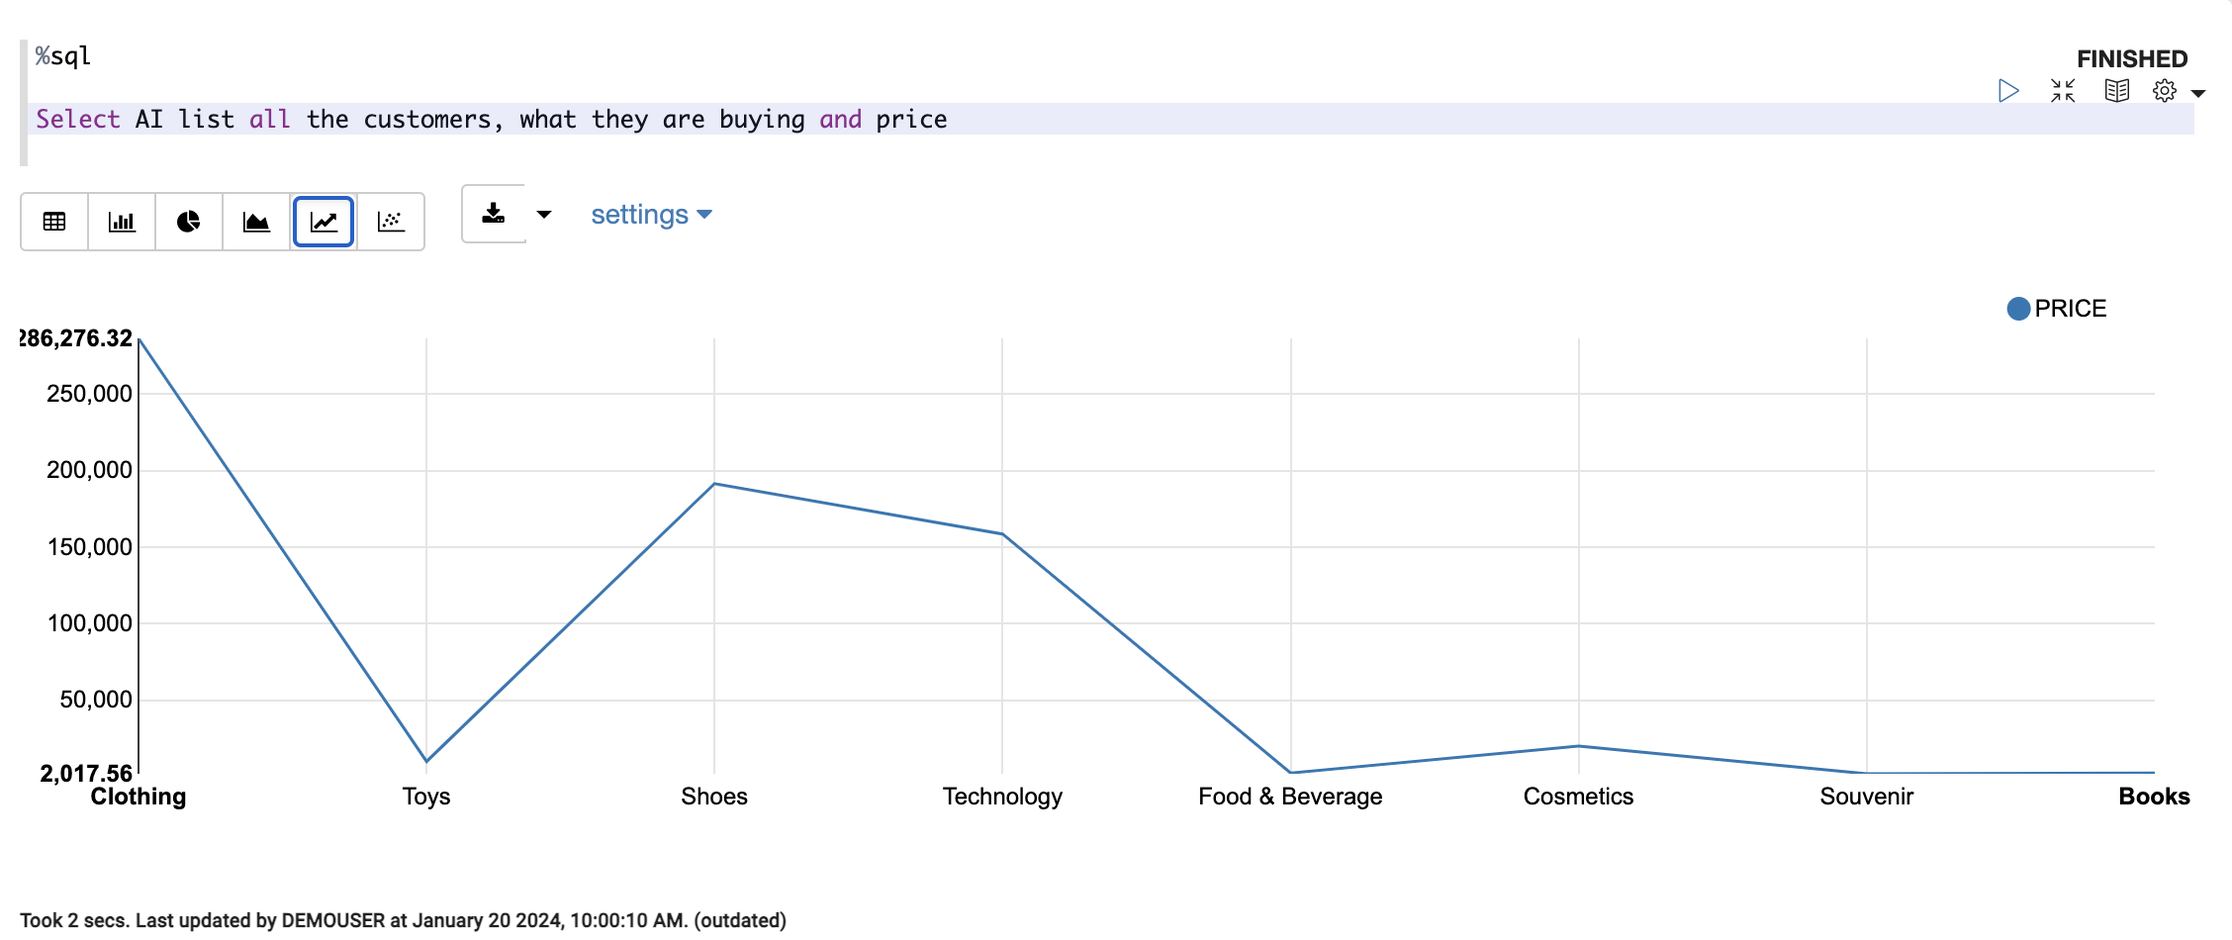 %sql
FINISHED
Select AI list all the customers, what they are buying and price
settings
PRICE
286,276.32
250,000
200,000
150,000
100,000
50,000
2,017.56
Clothing Toys Shoes Technology Food & Beverage Cosmetics Souvenir Books
Took 2 secs. Last updated by DEMOUSER at January 20 2024, 10:00:10 AM. (outdated)